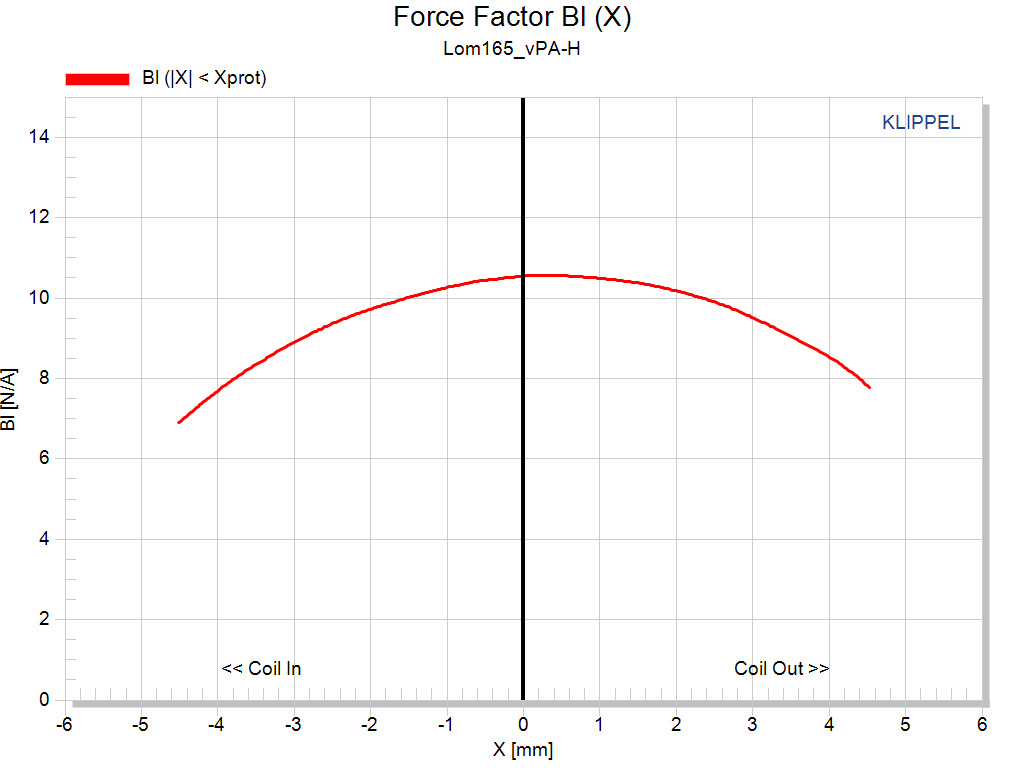 Force Factor Bl (X)
Lom165_vPA-H
Bl (|X| < Xprot)
KLIPPEL
14
12
10
8
6
4
2
0
Bl [N/A]
<< Coil In
Coil Out >>
-6 -5 -4 -3 -2 -1 0 1 2 3 4 5 6
X [mm]